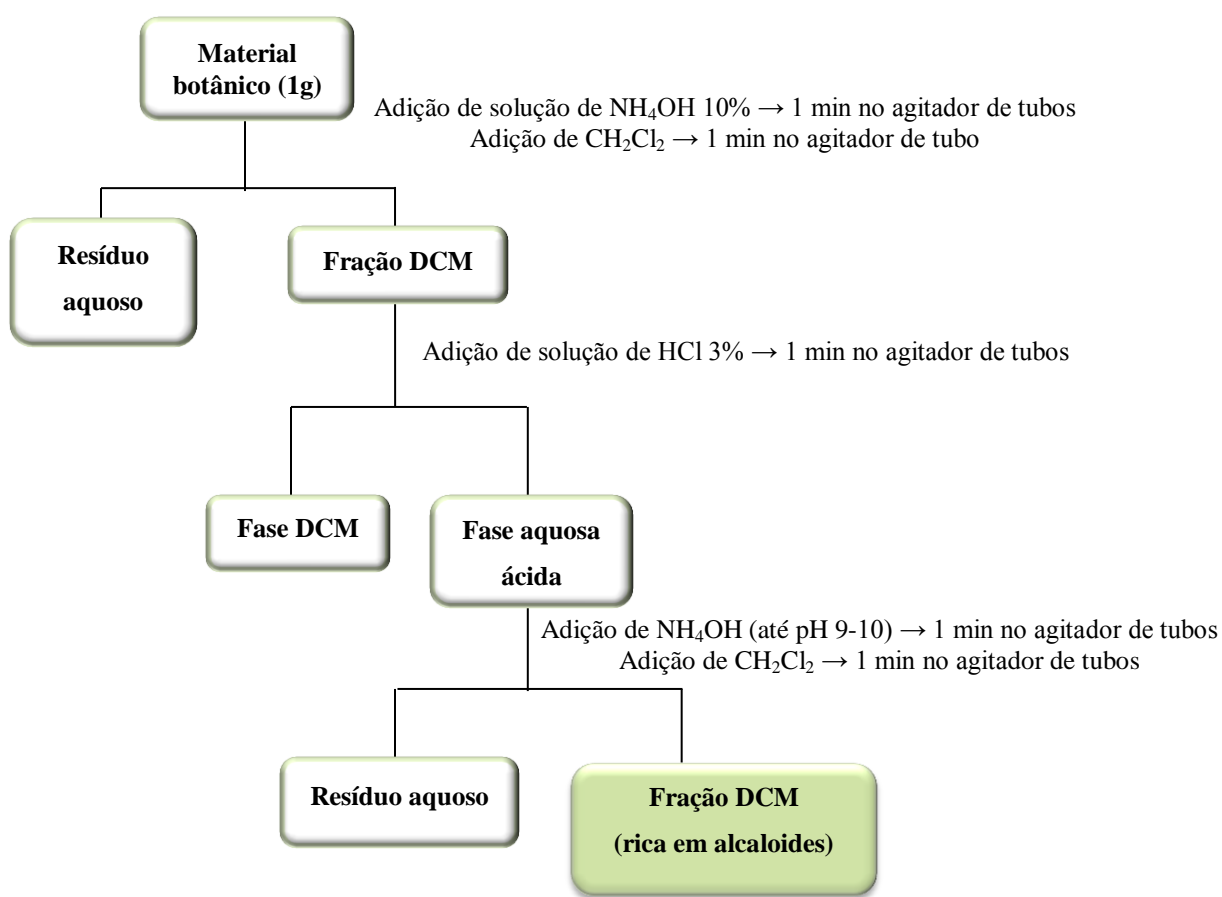 Material
botânico (1g)
Adição de solução de NH₄OH 10% → 1 min no agitador de tubos
Adição de CH₂Cl₂ → 1 min no agitador de tubo
Resíduo
aquoso
Fração DCM
Adição de solução de HCl 3% → 1 min no agitador de tubos
Fase DCM
Fase aquosa
ácida
Adição de NH₄OH (até pH 9-10) → 1 min no agitador de tubos
Adição de CH₂Cl₂ → 1 min no agitador de tubos
Resíduo aquoso
Fração DCM
(rica em alcaloides)